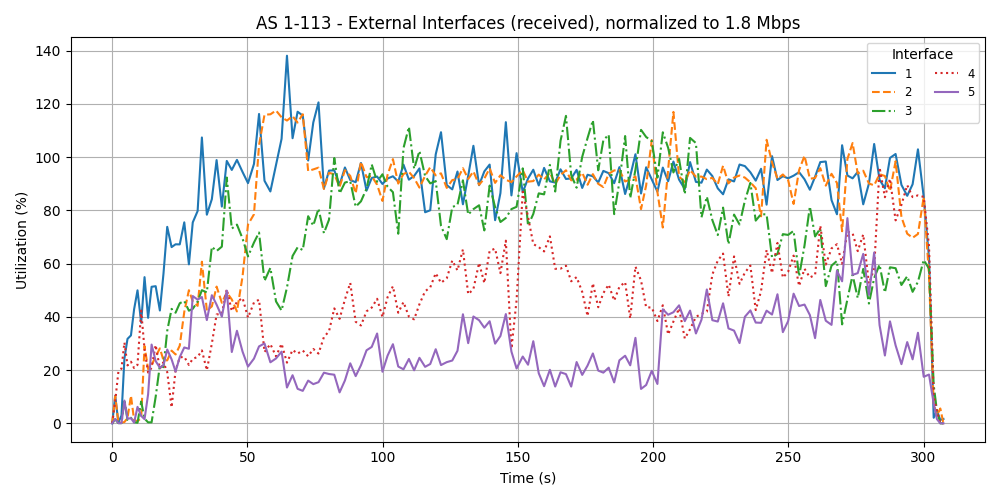 AS 1-113 - External Interfaces (received), normalized to 1.8 Mbps
Utilization (%)
140
120
100
80
60
40
20
0
Interface
1
2
3
4
5
0 50 100 150 200 250 300
Time (s)